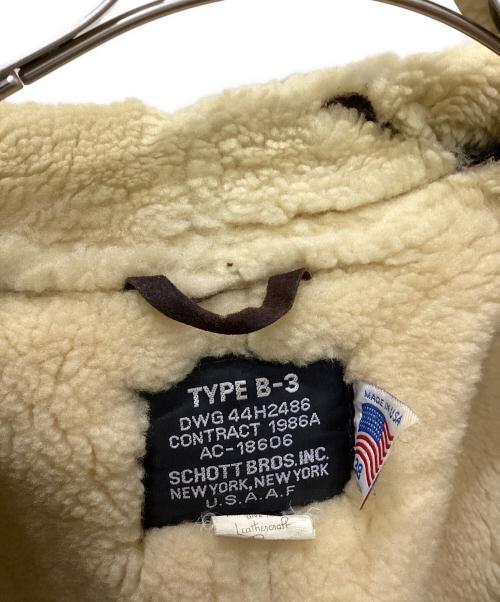 TYPE B-3
DWG 44H2486
CONTRACT 1986A
AC-18606
SCHOTT BROS. INC.
NEW YORK, NEW YORK
U.S.A.A.F
MADE IN USA
38
Leathercraft